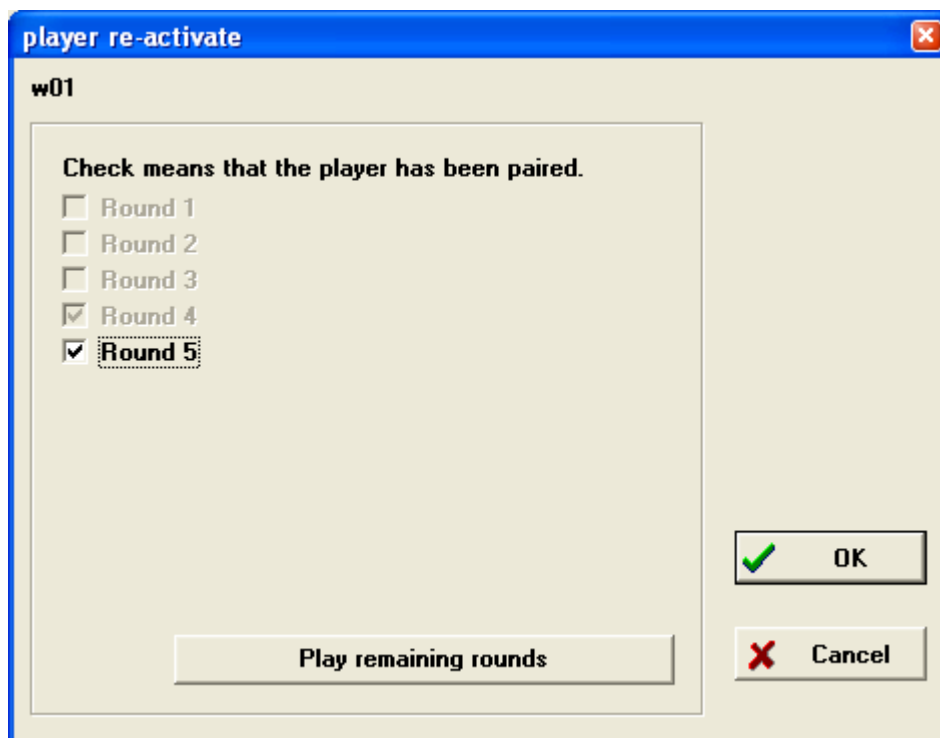 player re-activate
w01
Check means that the player has been paired.
Round 1
Round 2
Round 3
Round 4
Round 5
OK
Play remaining rounds
Cancel